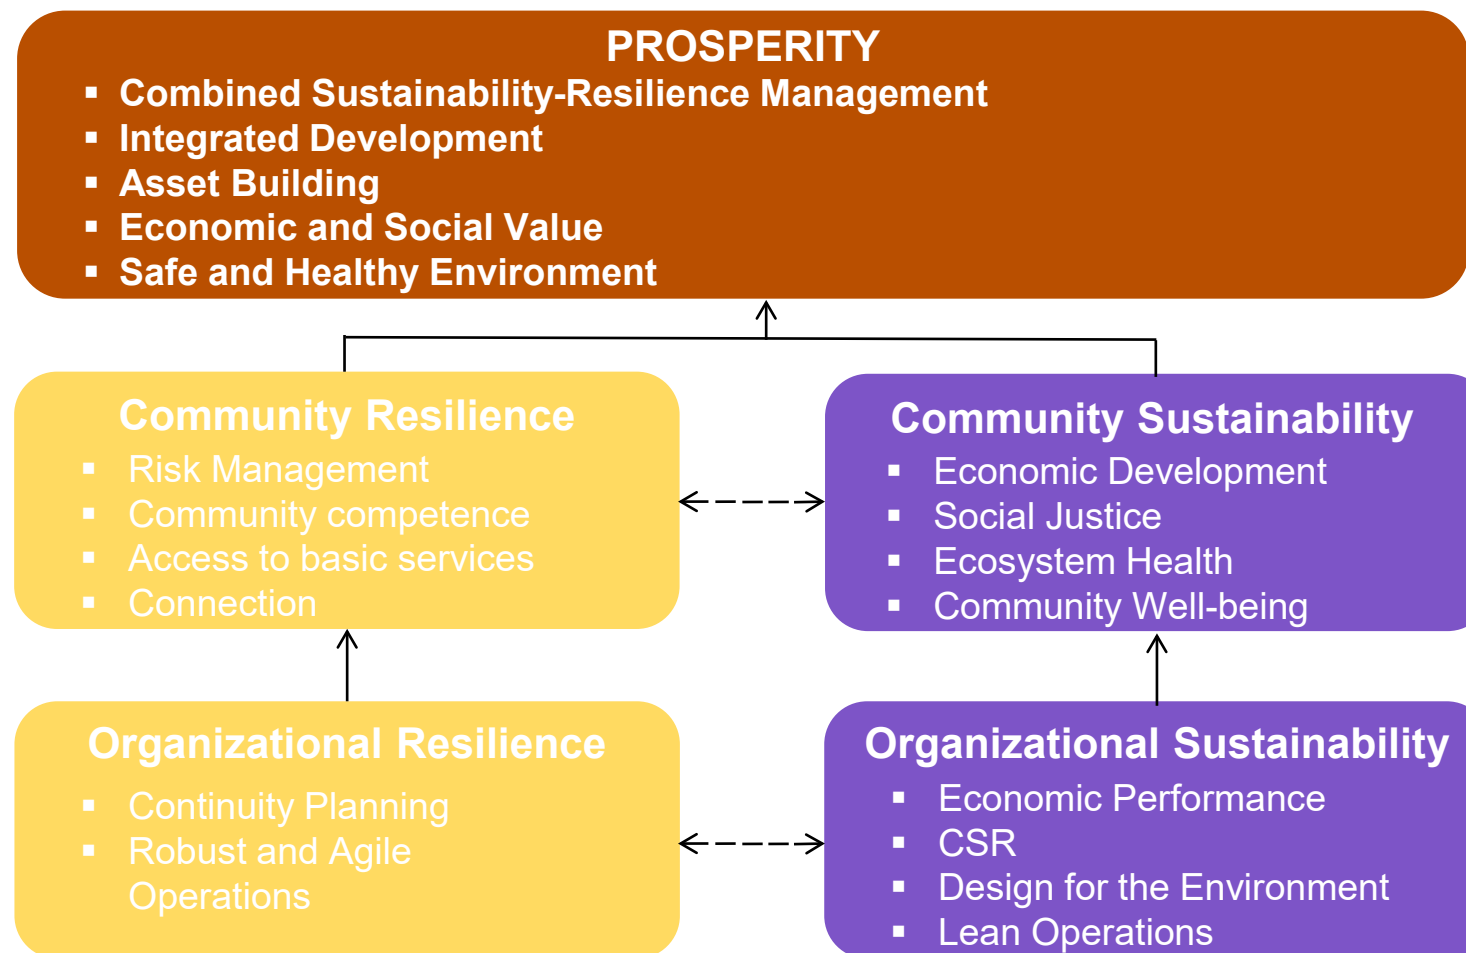 PROSPERITY
▪ Combined Sustainability-Resilience Management
▪ Integrated Development
▪ Asset Building
▪ Economic and Social Value
▪ Safe and Healthy Environment
Community Resilience
▪ Risk Management
▪ Community competence
▪ Access to basic services
▪ Connection
Community Sustainability
▪ Economic Development
▪ Social Justice
▪ Ecosystem Health
▪ Community Well-being
Organizational Resilience
▪ Continuity Planning
▪ Robust and Agile
Operations
Organizational Sustainability
▪ Economic Performance
▪ CSR
▪ Design for the Environment
▪ Lean Operations